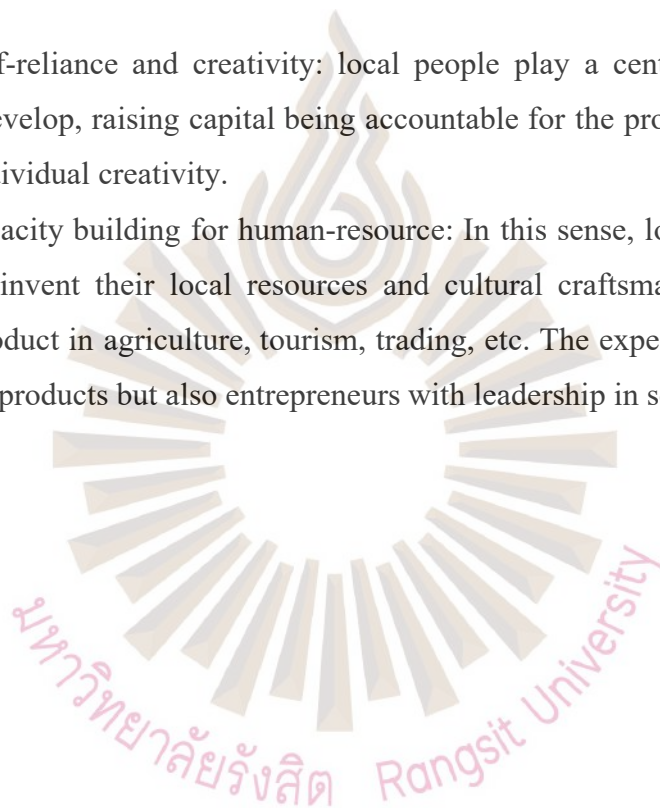 f-reliance and creativity: local people play a cent
evelop, raising capital being accountable for the pro
dividual creativity.
acity building for human-resource: In this sense, lo
invent their local resources and cultural craftsma
oduct in agriculture, tourism, trading, etc. The expe
products but also entrepreneurs with leadership in s
มหาวิทยาลัยรังสิต Rangsit University